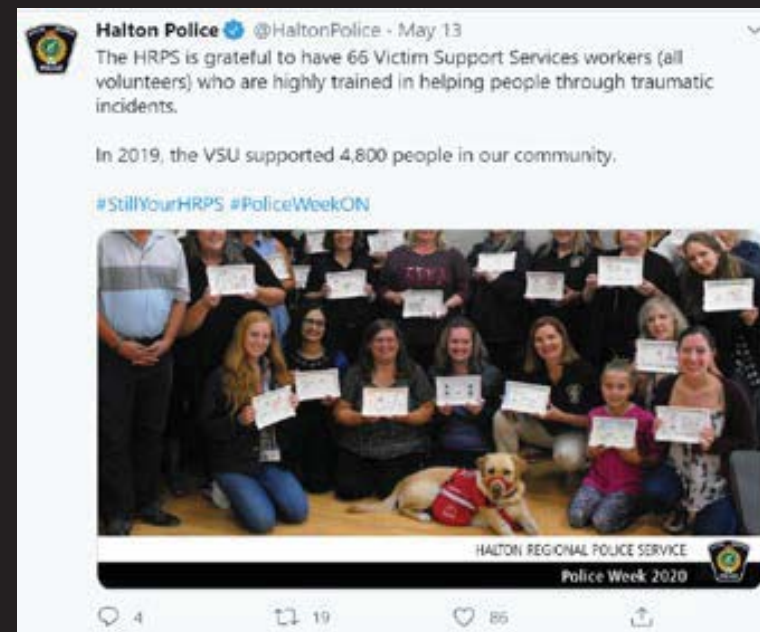 Halton Police @HaltonPolice · May 13
The HRPS is grateful to have 66 Victim Support Services workers (all
volunteers) who are highly trained in helping people through traumatic
incidents.
In 2019, the VSU supported 4,800 people in our community.
#StillYourHRPS #PoliceWeekON
HALTON REGIONAL POLICE SERVICE
Police Week 2020
4 19 86